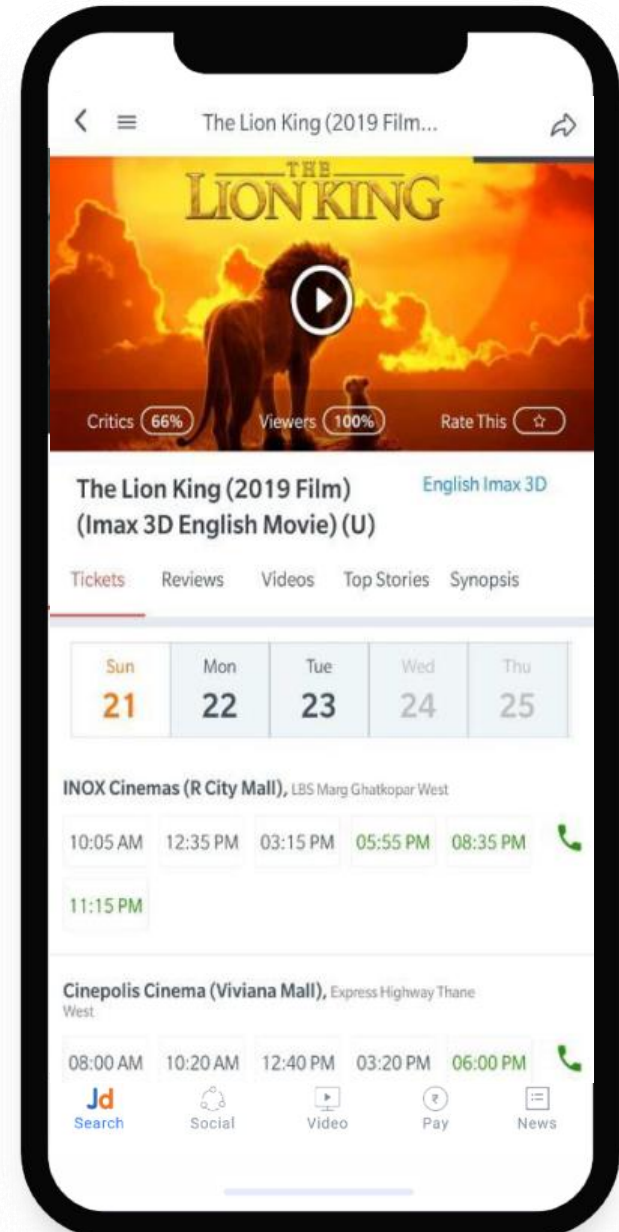 The Lion King (2019 Film...
THE
LION KING
Critics 66% Viewers 100% Rate This
The Lion King (2019 Film) English Imax 3D
(Imax 3D English Movie) (U)
Tickets Reviews Videos Top Stories Synopsis
Sun Mon Tue Wed Thu
21 22 23 24 25
INOX Cinemas (R City Mall), LBS Marg Ghatkopar West
10:05 AM 12:35 PM 03:15 PM 05:55 PM 08:35 PM
11:15 PM
Cinepolis Cinema (Viviana Mall), Express Highway Thane
West
08:00 AM 10:20 AM 12:40 PM 03:20 PM 06:00 PM
Jd ₹
Search Social Video Pay News